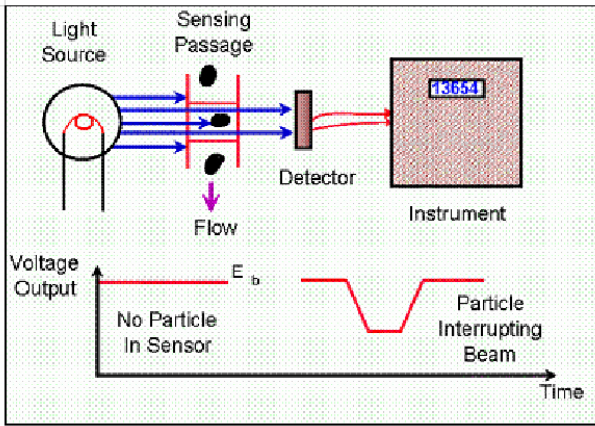 Light
Source
Sensing
Passage
13654
Detector
Instrument
Flow
Voltage
Output
E b
No Particle
In Sensor
Particle
Interrupting
Beam
Time